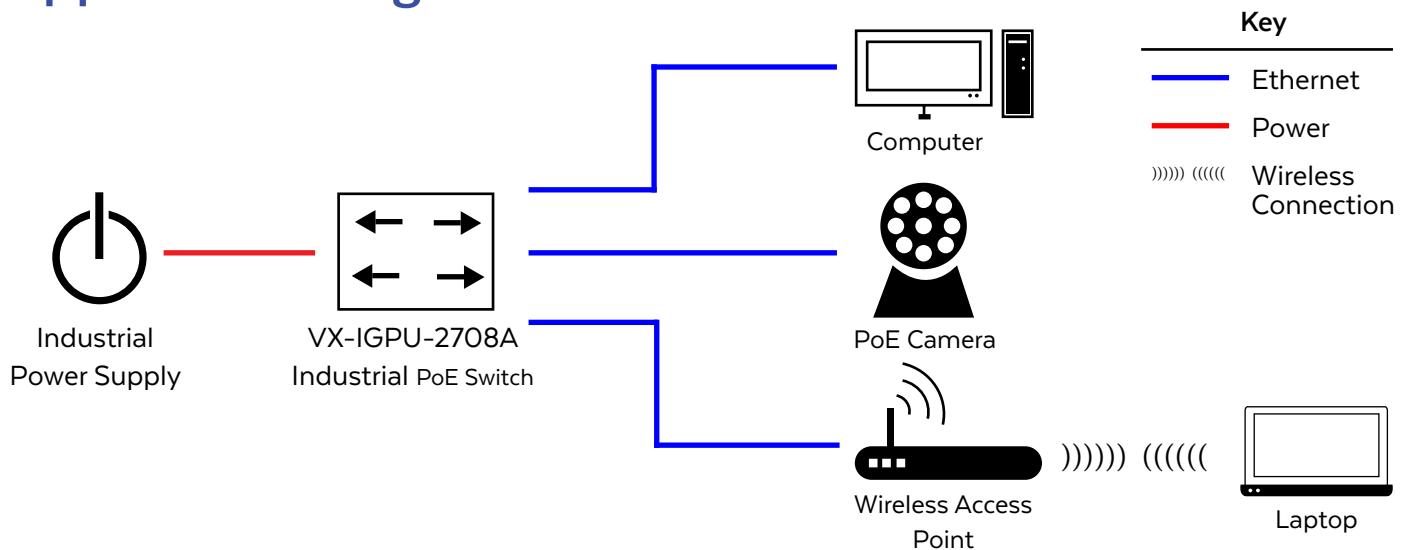 Key
Ethernet
Power
Wireless
Connection
Computer
PoE Camera
Industrial
Power Supply
VX-IGPU-2708A
Industrial PoE Switch
Wireless Access
Point
Laptop